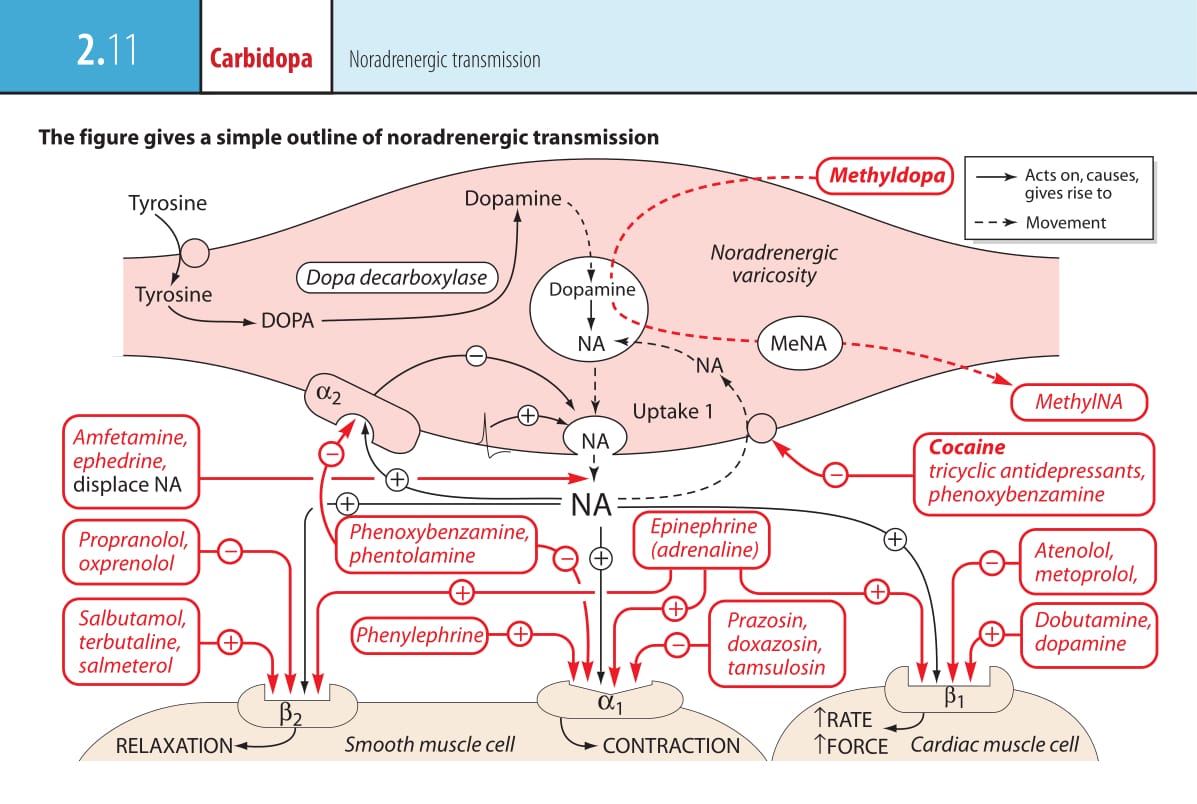 2.11
Carbidopa
Noradrenergic transmission
The figure gives a simple outline of noradrenergic transmission
Methyldopa
Acts on, causes,
gives rise to
Movement
Tyrosine
Dopamine
Noradrenergic
varicosity
Dopa decarboxylase
Tyrosine
Dopamine
DOPA
NA
MeNA
NA
−
α2
MethylNA
Uptake 1
+
NA
Amfetamine,
ephedrine,
displace NA
−
+
Cocaine
tricyclic antidepressants,
phenoxybenzamine
−
NA
+
Propranolol,
oxprenolol
−
Phenoxybenzamine,
phentolamine
−
+
Epinephrine
(adrenaline)
+
Atenolol,
metoprolol,
−
+
+
+
Salbutamol,
terbutaline,
salmeterol
+
Phenylephrine
+
−
Prazosin,
doxazosin,
tamsulosin
+
Dobutamine,
dopamine
β2
α1
β1
RELAXATION
Smooth muscle cell
CONTRACTION
↑RATE
↑FORCE
Cardiac muscle cell